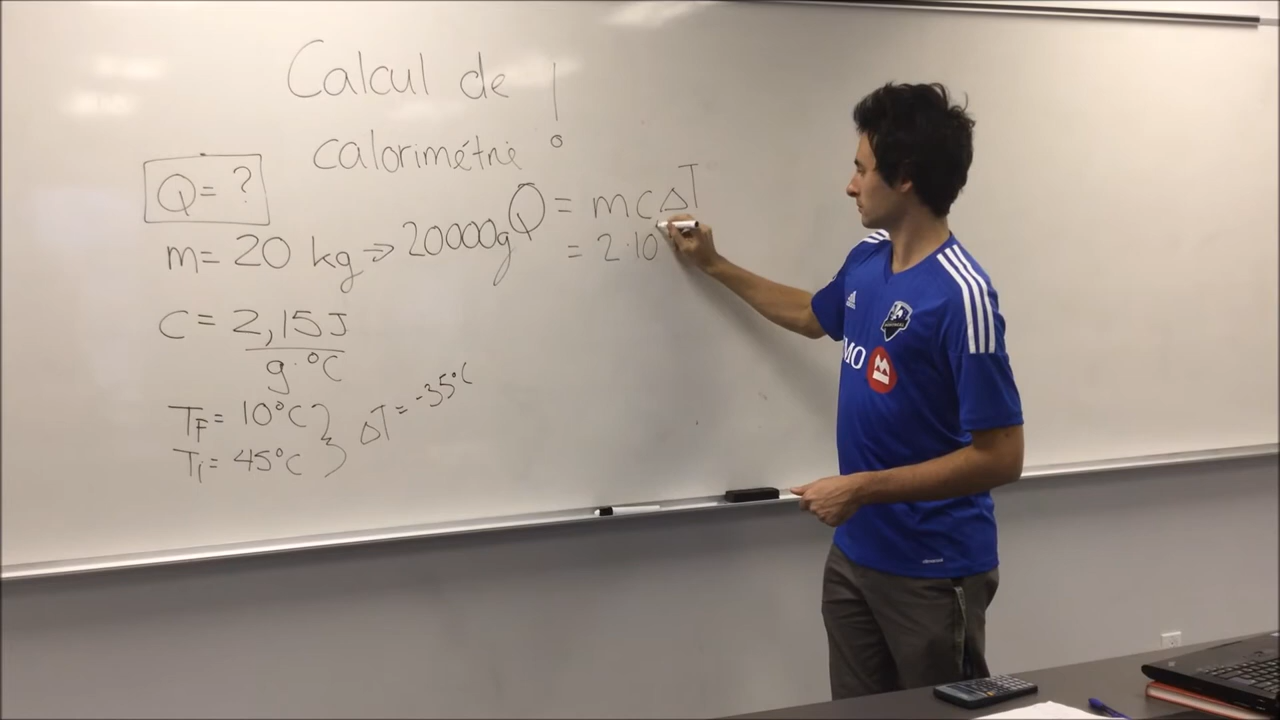 Calcul de
calorimétrie !
Q = ?
m = 20 kg → 20000g
C = 2,15 J
g·°C
TF = 10°C
Ti = 45°C
ΔT = -35°C
Q = mcΔT
= 2·10
MO